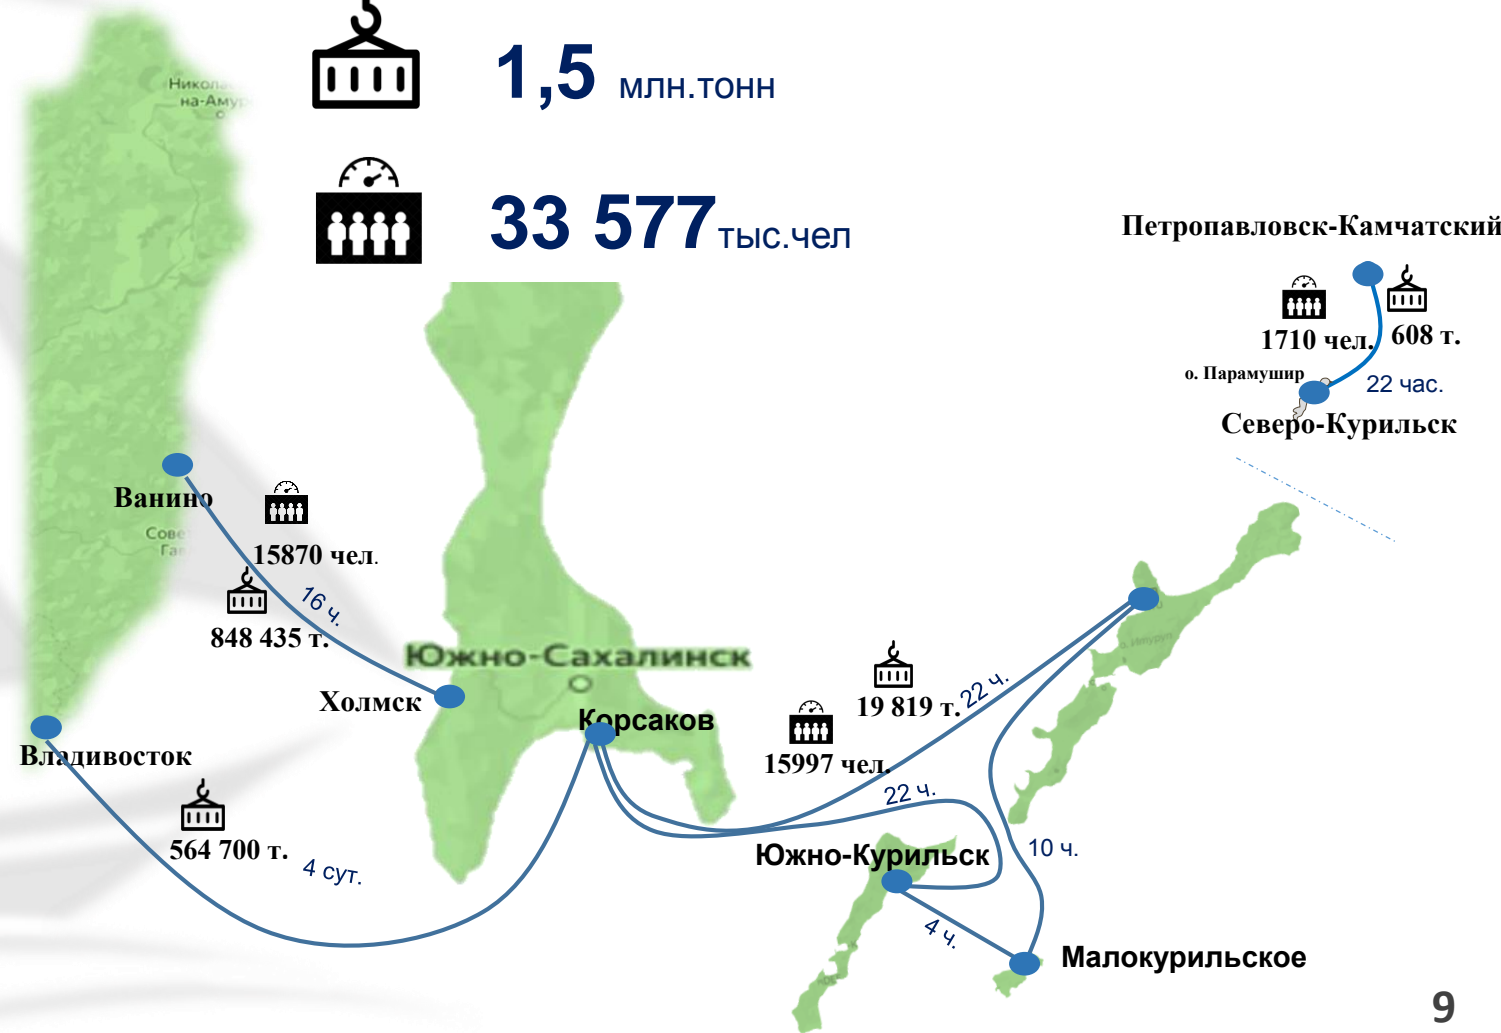 1,5 млн.тонн
33 577 тыс.чел
Петропавловск-Камчатский
1710 чел.
608 т.
о. Парамушир
22 час.
Северо-Курильск
Ванино
15870 чел.
16 ч.
848 435 т.
Южно-Сахалинск
Холмск
Корсаков
Владивосток
564 700 т.
4 сут.
19 819 т.
22 ч.
15997 чел.
22 ч.
о. Итуруп
Южно-Курильск
10 ч.
4 ч.
Малокурильское
9